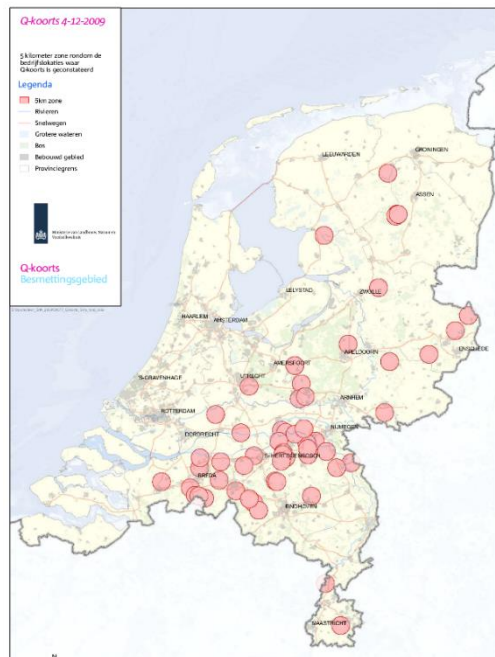 Q-koorts 4-12-2009
5 kilometer zone rondom de
bedrijfslokaties waar
Q-koorts is geconstateerd
Legenda
5km zone
Rivieren
Snelwegen
Grotere wateren
Bos
Bebouwd gebied
Provinciegrens
Q-koorts
Besmettingsgebied
LEEUWARDEN
GRONINGEN
ASSEN
LELYSTAD
ZWOLLE
HAARLEM
AMSTERDAM
ENSCHEDE
AMERSFOORT
APELDOORN
'S-GRAVENHAGE
UTRECHT
ARNHEM
ROTTERDAM
DORDRECHT
NIJMEGEN
'S-HERTOGENBOSCH
BREDA
EINDHOVEN
MAASTRICHT
N